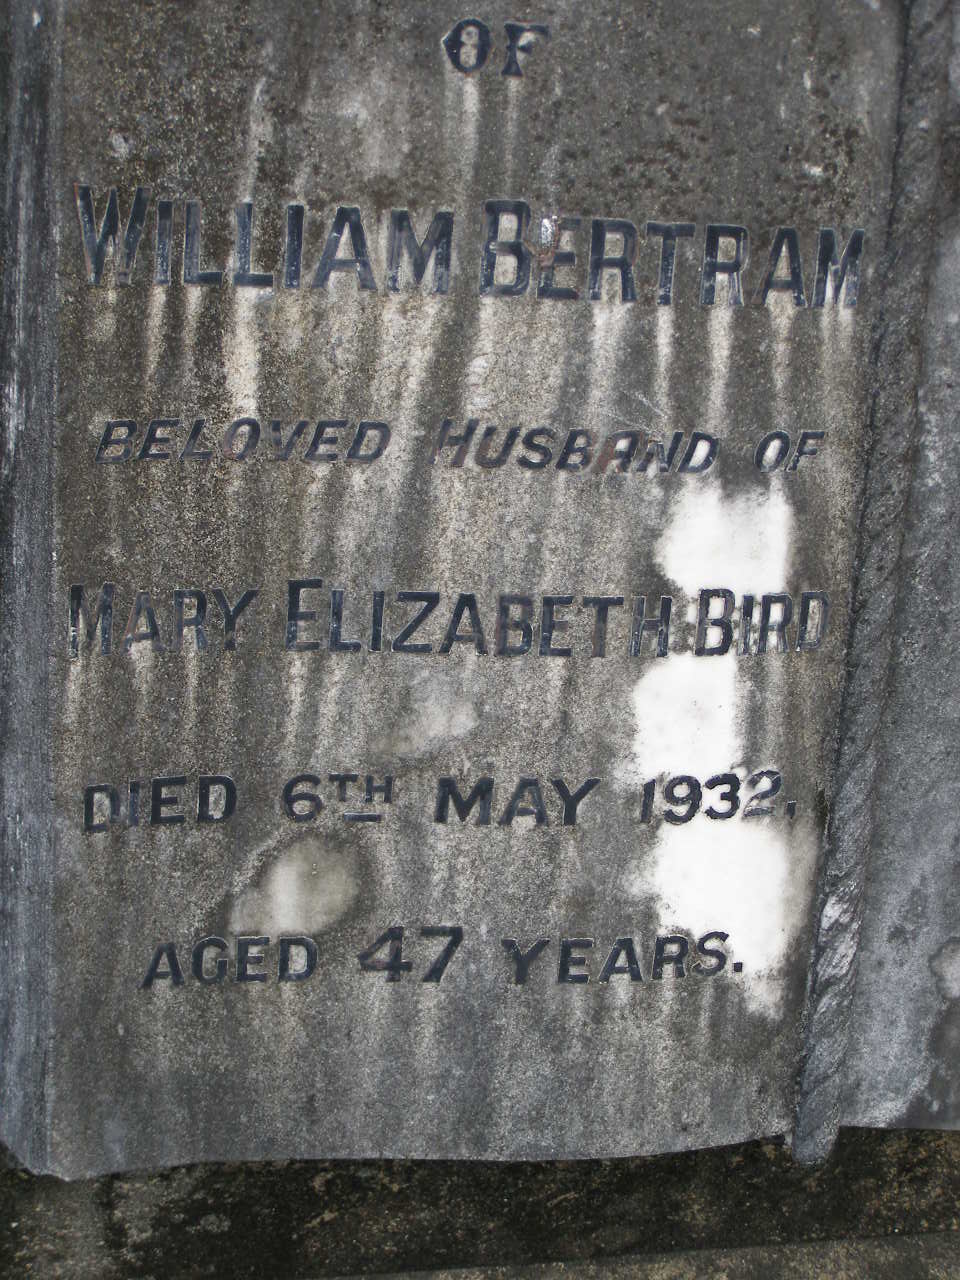 OF
WILLIAM BERTRAM
BELOVED HUSBAND OF
MARY ELIZABETH BIRD
DIED 6TH MAY 1932.
AGED 47 YEARS.